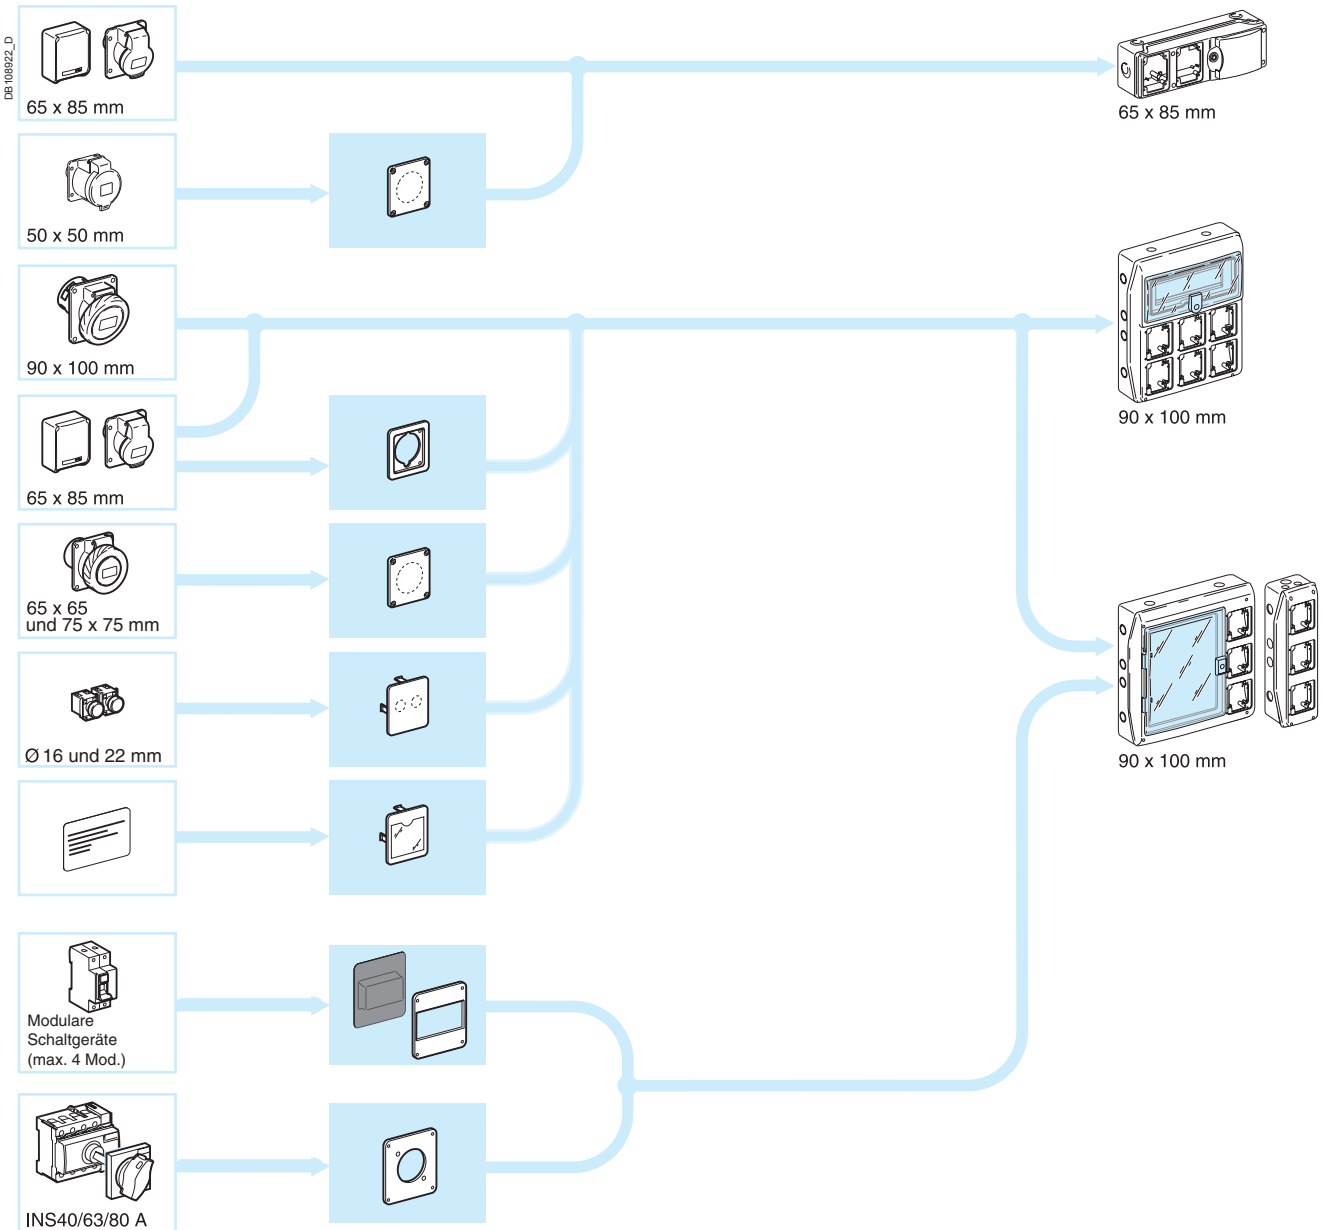 DB108922_D
65 x 85 mm
65 x 85 mm
50 x 50 mm
90 x 100 mm
90 x 100 mm
65 x 85 mm
65 x 65
und 75 x 75 mm
Ø 16 und 22 mm
90 x 100 mm
Modulare
Schaltgeräte
(max. 4 Mod.)
INS40/63/80 A